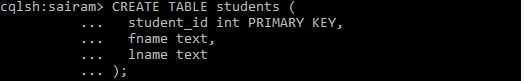 cqlsh:sairam> CREATE TABLE students (
          ...   student_id int PRIMARY KEY,
          ...   fname text,
          ...   lname text
          ... );